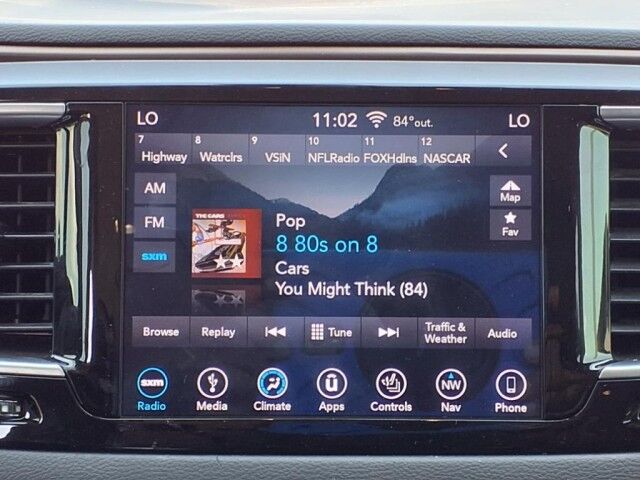 LO 11:02 84° out. LO
7 8 9 10 11 12
Highway Watrclrs VSiN NFLRadio FOXHdlns NASCAR
AM
Map
FM
Fav
sxm
THE CARS
Pop
8 80s on 8
Cars
You Might Think (84)
Browse Replay Tune Traffic & Weather Audio
sxm NW
Radio Media Climate Apps Controls Nav Phone